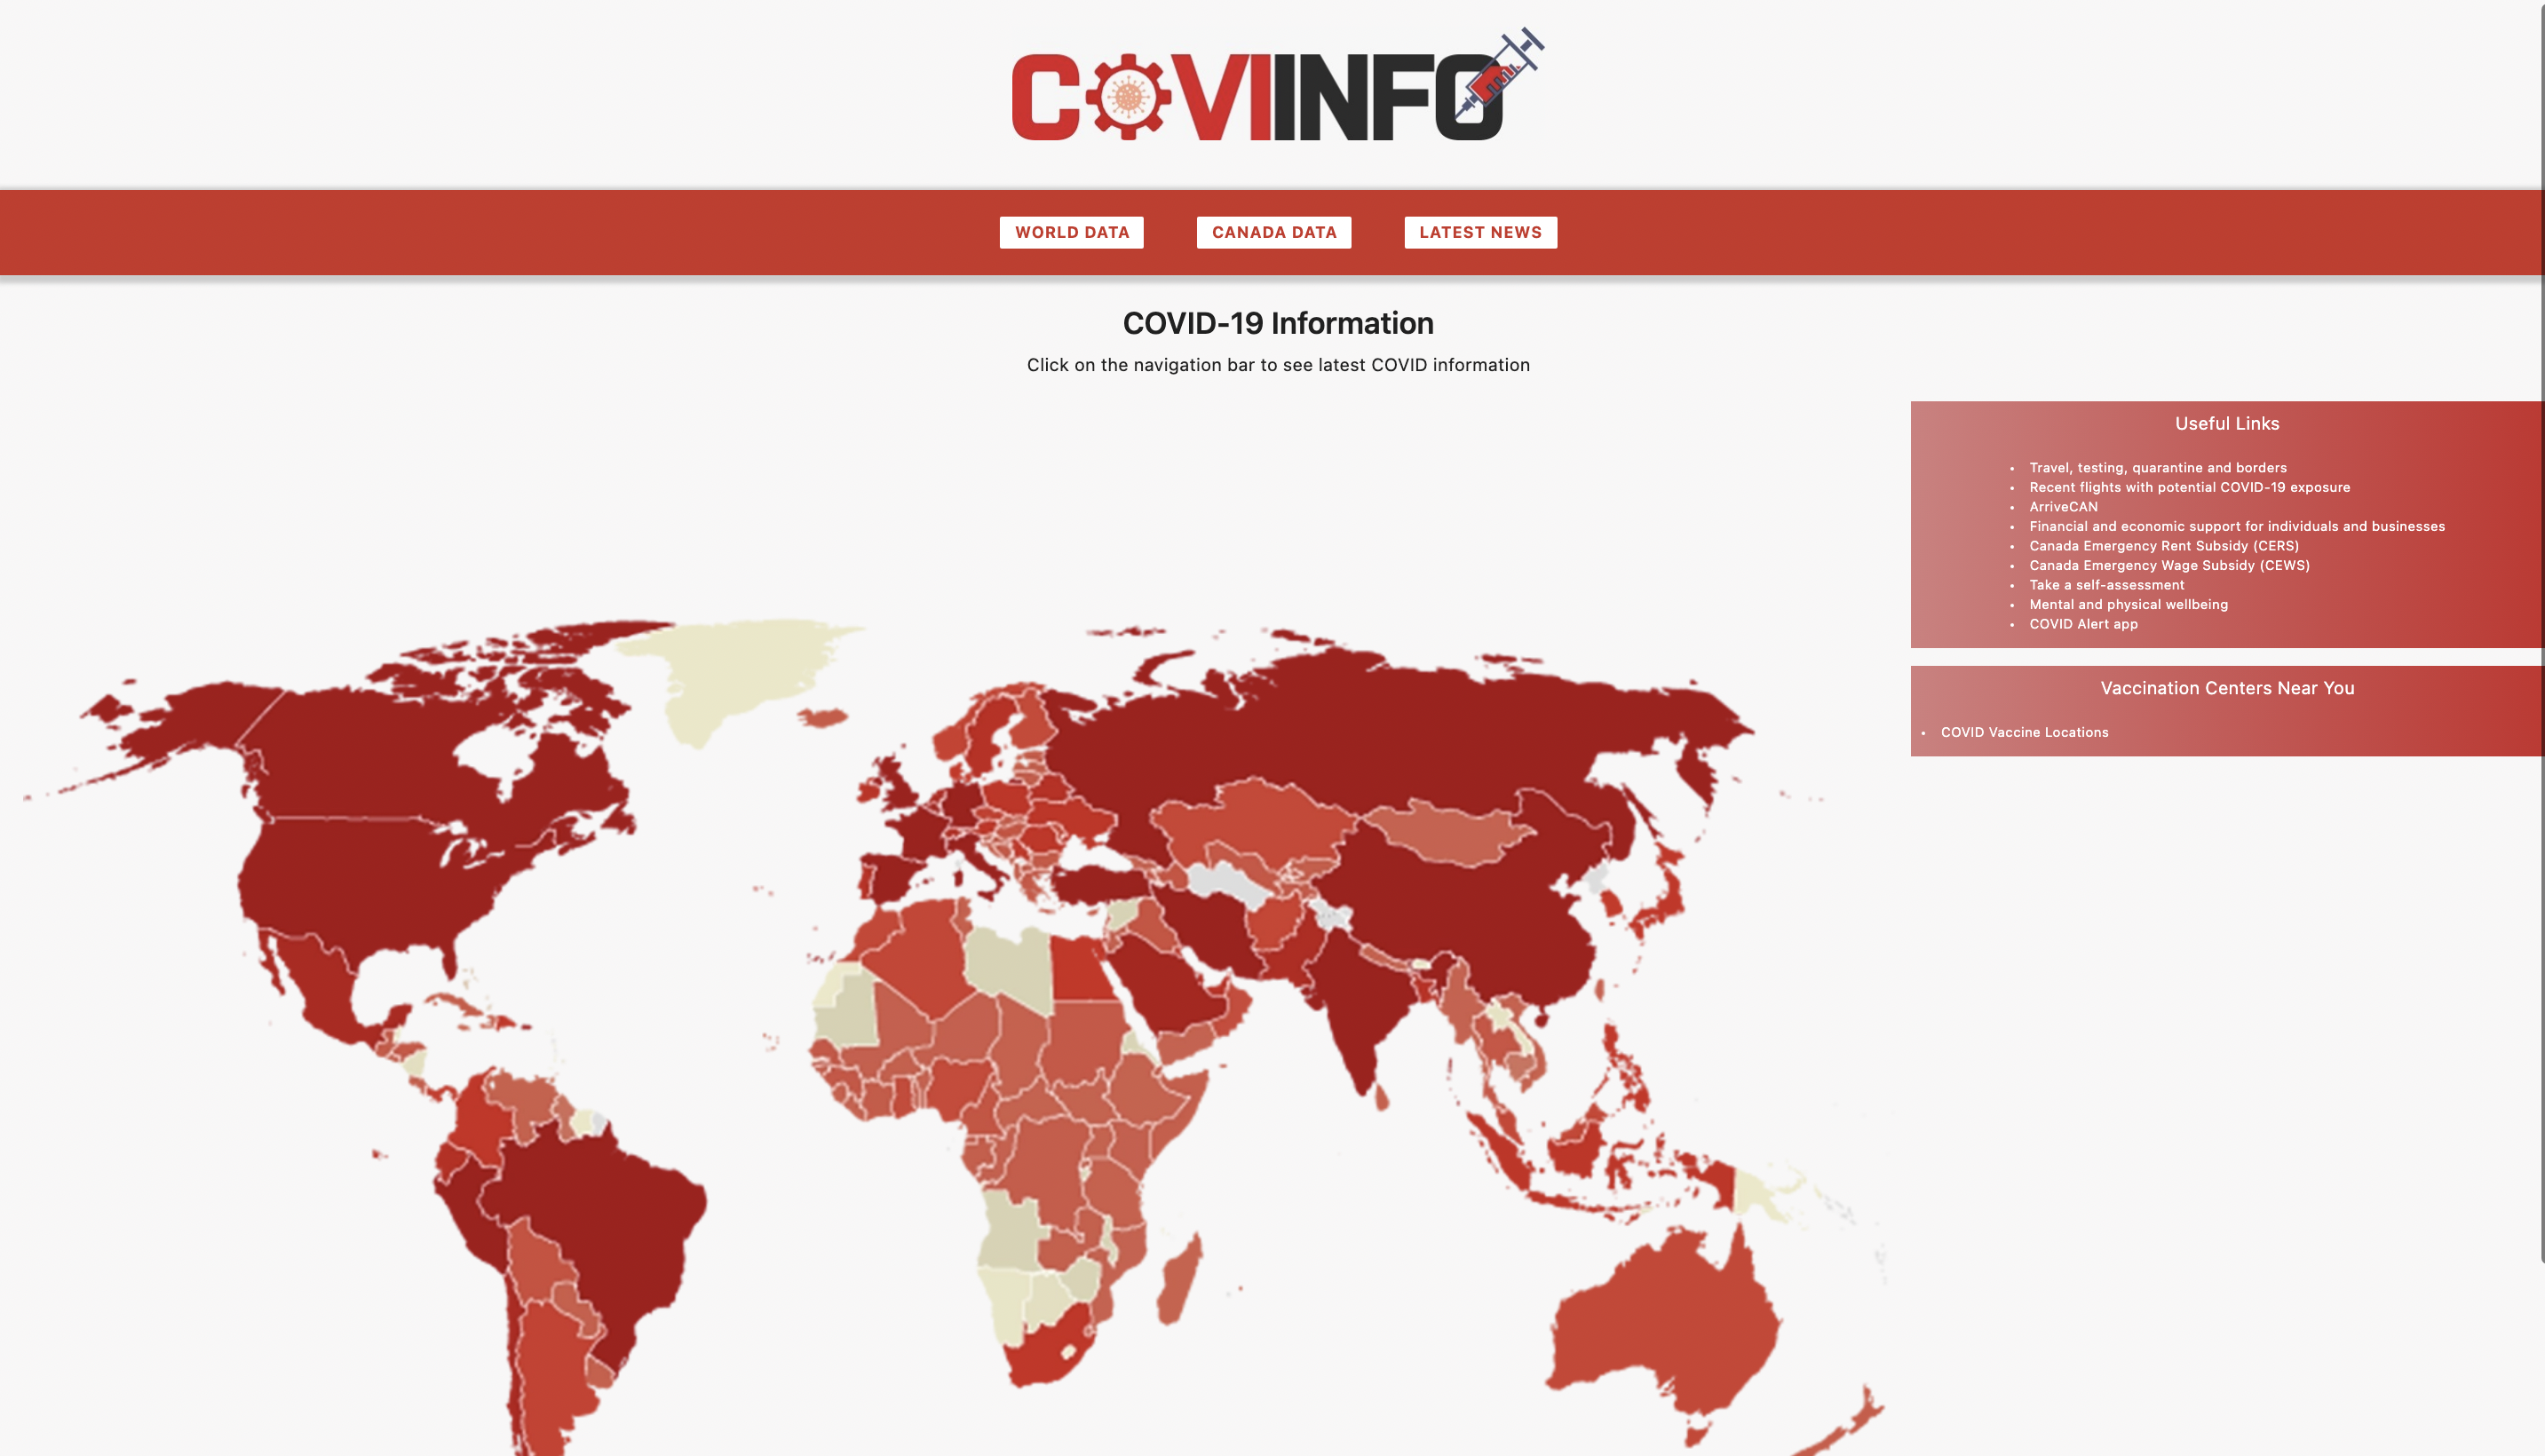 COVIINFO
WORLD DATA
CANADA DATA
LATEST NEWS
COVID-19 Information
Click on the navigation bar to see latest COVID information
Useful Links
• Travel, testing, quarantine and borders
• Recent flights with potential COVID-19 exposure
• ArriveCAN
• Financial and economic support for individuals and businesses
• Canada Emergency Rent Subsidy (CERS)
• Canada Emergency Wage Subsidy (CEWS)
• Take a self-assessment
• Mental and physical wellbeing
• COVID Alert app
Vaccination Centers Near You
• COVID Vaccine Locations